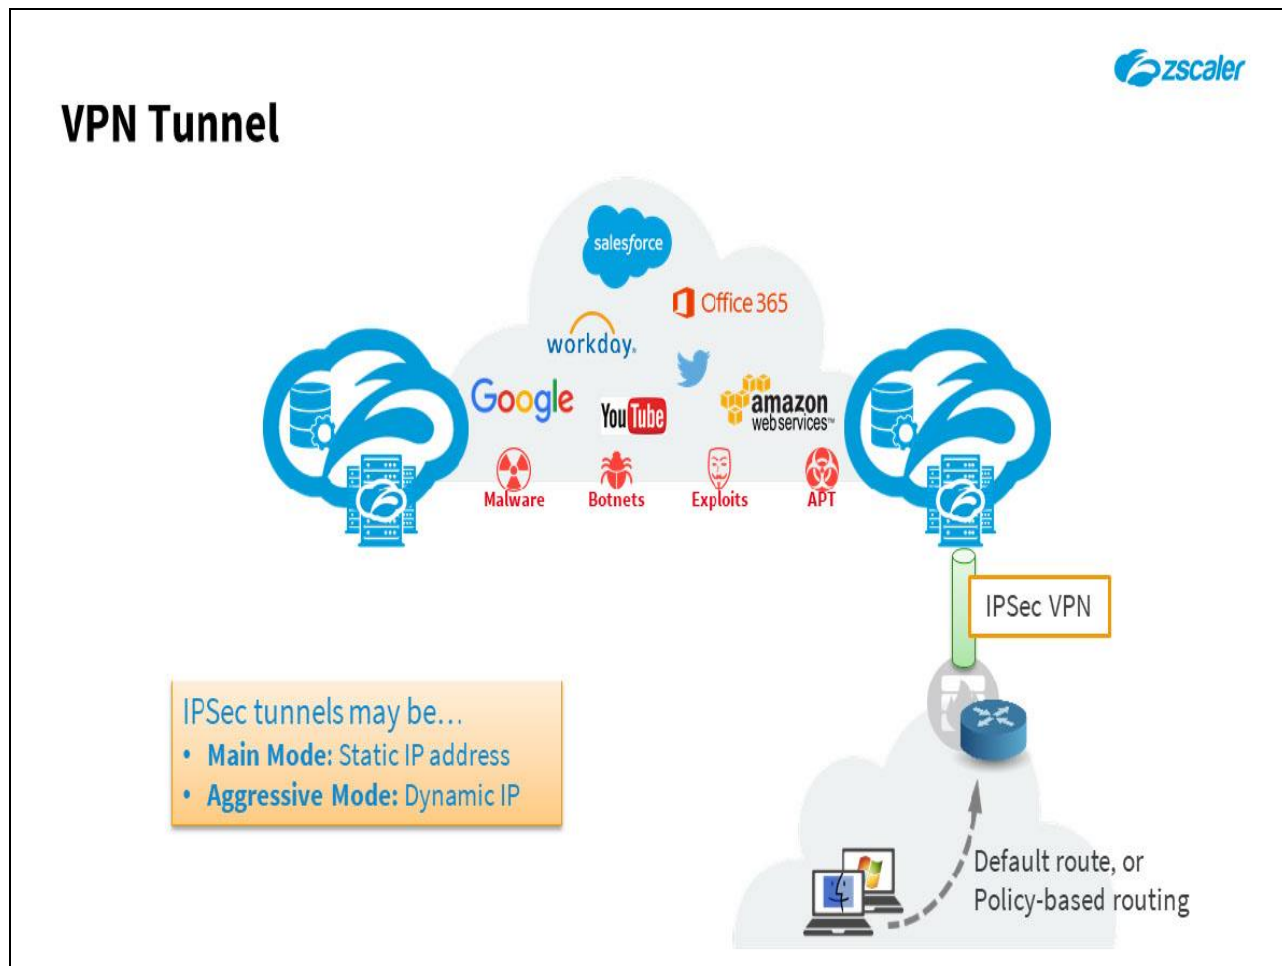 zscaler
VPN Tunnel
salesforce
Office 365
workday.
Google
YouTube
amazon
webservices™
Malware
Botnets
Exploits
APT
IPSec VPN
IPSec tunnels may be...
• Main Mode: Static IP address
• Aggressive Mode: Dynamic IP
Default route, or
Policy-based routing